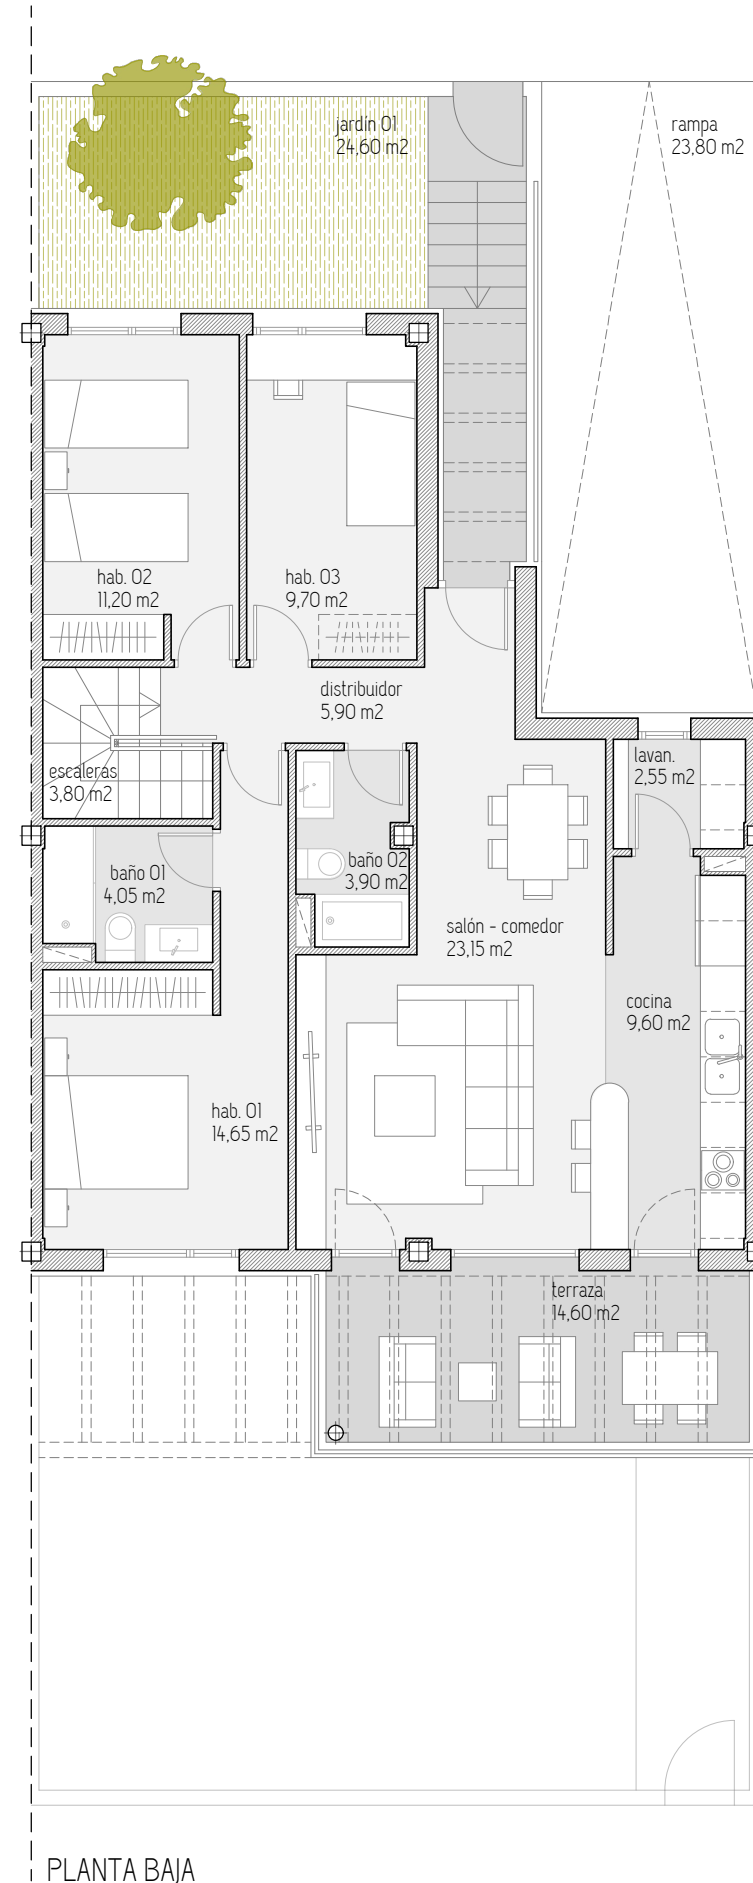 jardín 01
24,60 m2
rampa
23,80 m2
hab. 02
11,20 m2
hab. 03
9,70 m2
distribuidor
5,90 m2
escaleras
3,80 m2
lavan.
2,55 m2
baño 01
4,05 m2
baño 02
3,90 m2
salón - comedor
23,15 m2
cocina
9,60 m2
hab. 01
14,65 m2
terraza
14,60 m2
PLANTA BAJA